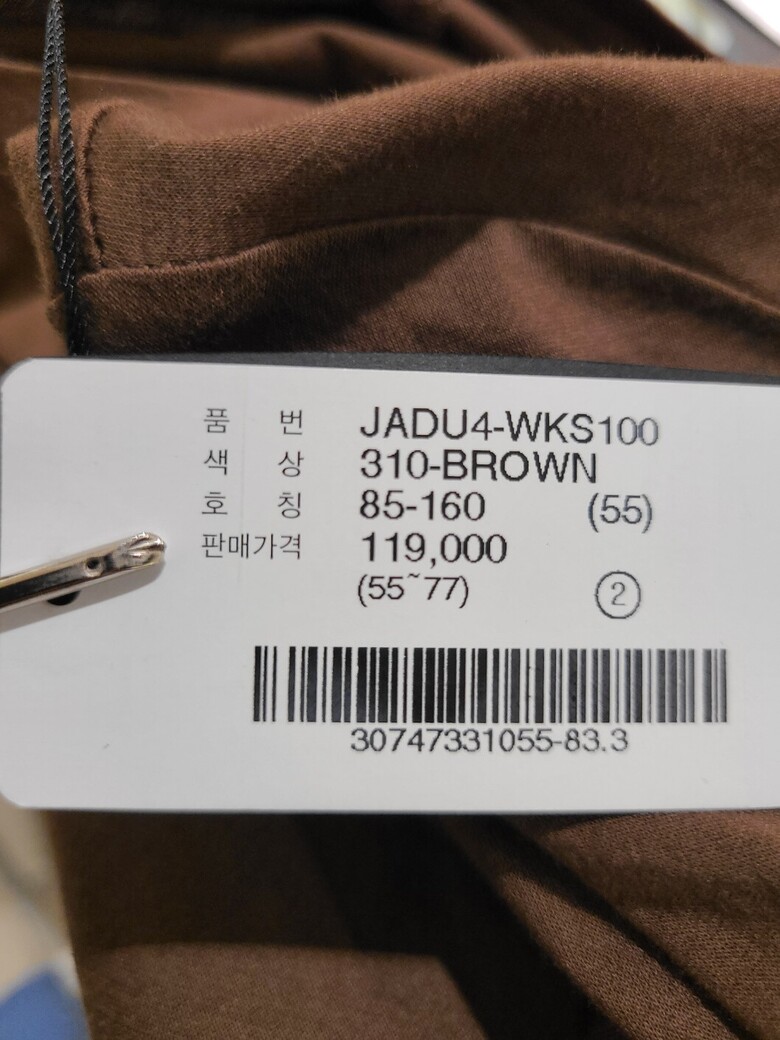 품 번 JADU4-WKS100
색 상 310-BROWN
호 칭 85-160 (55)
판매가격 119,000
(55~77) ②
30747331055-83.3